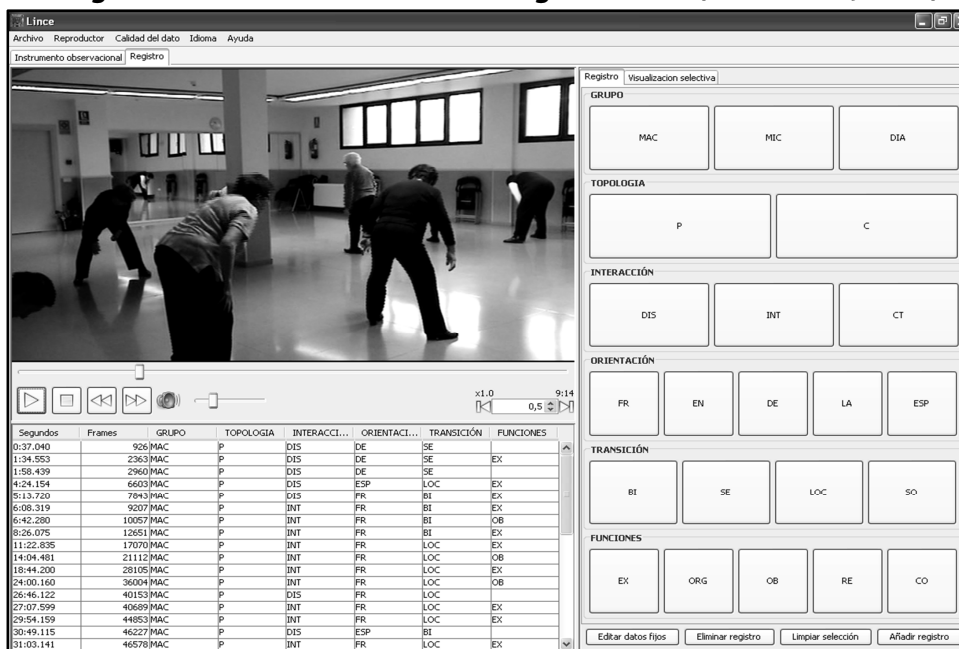 Lince
Archivo Reproductor Calidad del dato Idioma Ayuda
Instrumento observacional Registro
x1.0 9:14
0,5
Segundos Frames GRUPO TOPOLOGIA INTERACCI... ORIENTACI... TRANSICIÓN FUNCIONES
0:37.040 926 MAC P DIS DE SE
1:34.553 2363 MAC P DIS DE SE EX
1:58.439 2960 MAC P DIS DE SE
4:24.154 6603 MAC P DIS ESP LOC EX
5:13.720 7843 MAC P DIS FR BI EX
6:08.319 9207 MAC P INT FR BI EX
6:42.280 10057 MAC P INT FR BI OB
8:26.075 12651 MAC P INT FR BI EX
11:22.835 17070 MAC P INT FR LOC EX
14:04.481 21112 MAC P INT FR LOC OB
18:44.200 28105 MAC P INT FR LOC EX
24:00.160 36004 MAC P INT FR LOC OB
26:46.122 40153 MAC P DIS FR LOC
27:07.599 40689 MAC P INT FR LOC EX
29:54.159 44853 MAC P INT FR LOC EX
30:49.115 46227 MAC P DIS ESP BI
31:03.141 46578 MAC P INT FR LOC EX
Registro Visualizacion selectiva
GRUPO
MAC MIC DIA
TOPOLOGIA
P C
INTERACCIÓN
DIS INT CT
ORIENTACIÓN
FR EN DE LA ESP
TRANSICIÓN
BI SE LOC SO
FUNCIONES
EX ORG OB RE CO
Editar datos fijos Eliminar registro Limpiar selección Añadir registro